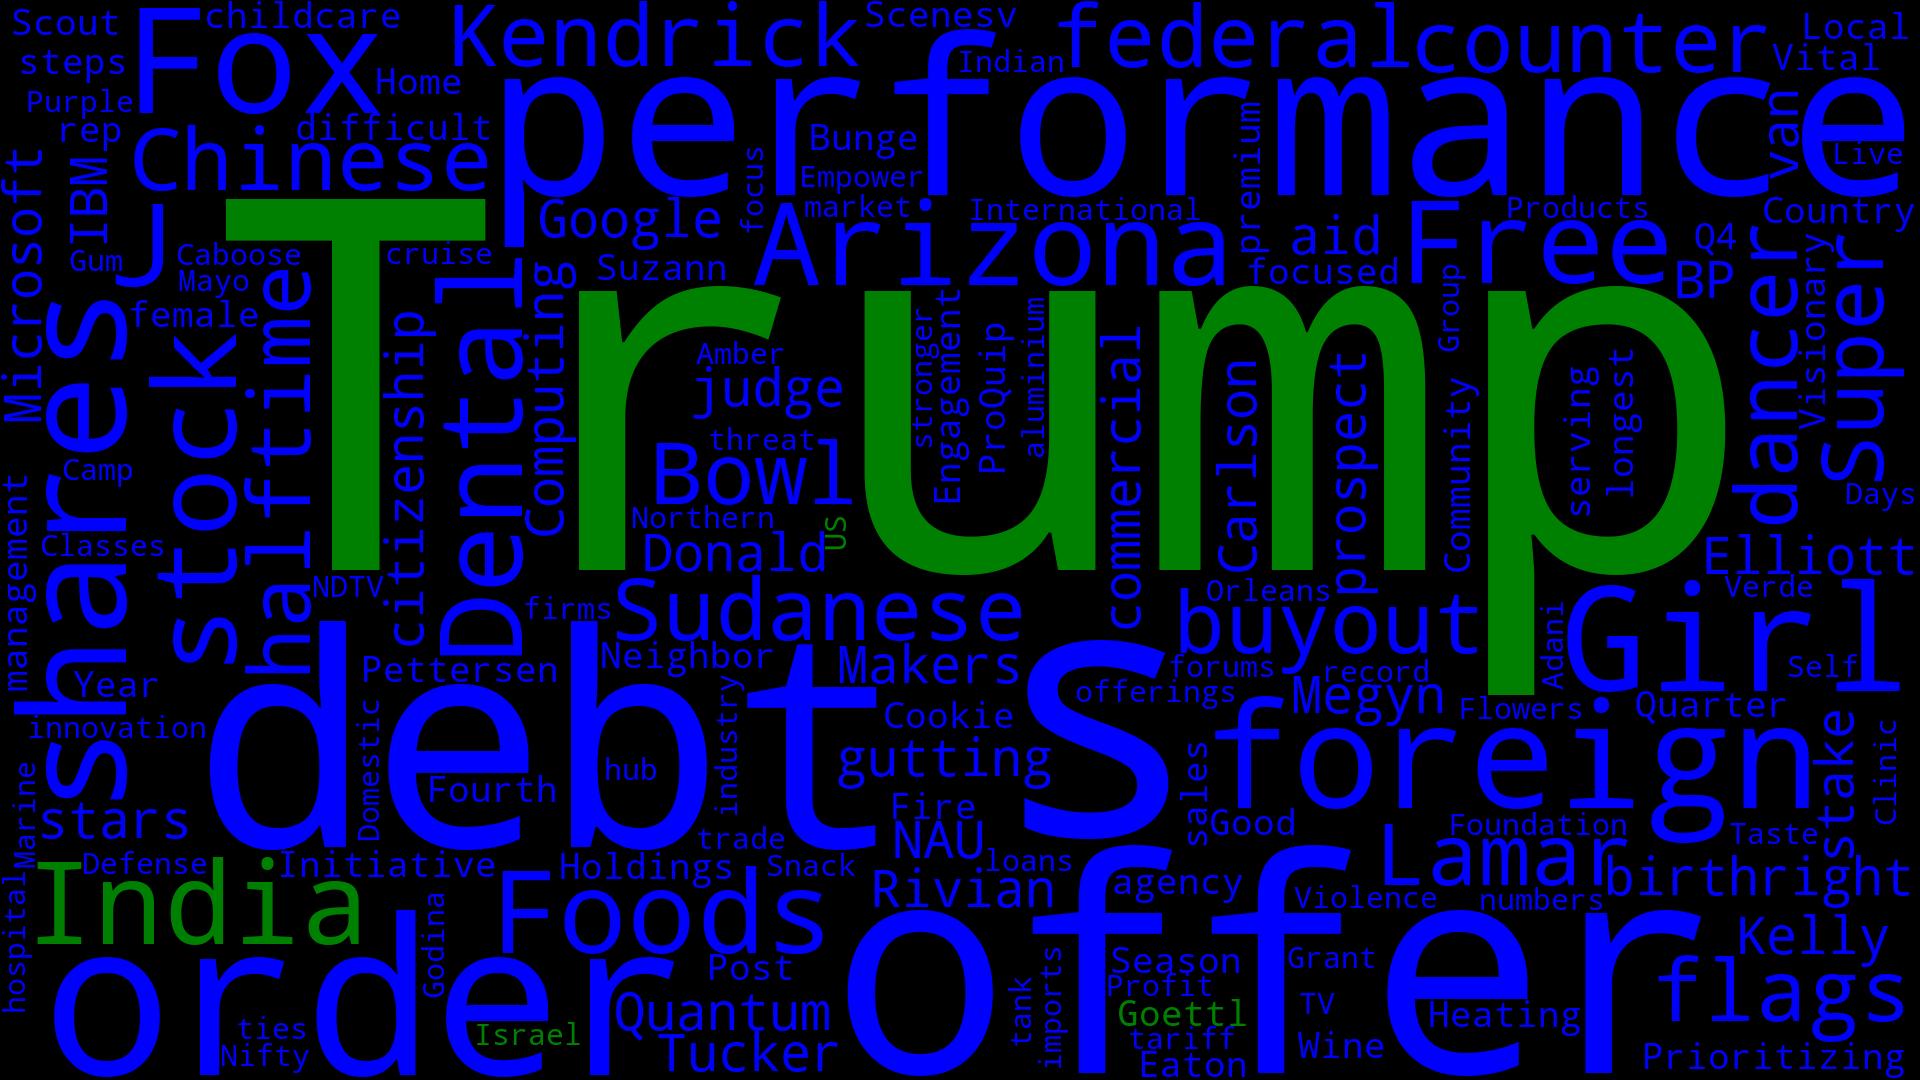 Scout
childcare
Kendrick
Scenesv
federal
counter
Local
steps
Fox
Home
Indian
Vital
Purple
performance
rep
difficult
Bunge
premium
van
Live
Chinese
IBM
focus
Empower
Microsoft
J
Google
market
International
Products
Country
Arizona
aid
Free
Q4
Gum
Caboose
cruise
Suzann
focused
BP
Mayo
Trump
female
shares
stock
halftime
citizenship
Dental
Computing
Amber
judge
stronger
Engagement
ProQuip
aluminium
commercial
Carlson
prospect
Group
Community
serving
longest
dancer
Visionary
Super
threat
Bowl
Camp
Northern
US
Days
Donald
Classes
management
Elliott
NDTV
firms
Sudanese
Orleans
buyout
Verde
Adani
Girl
Pettersen
Neighbor
Makers
forums
record
Self
Year
debt
s
offerings
Megyn
Flowers
Quarter
innovation
Domestic
industry
Cookie
foreign
stake
Clinic
gutting
Fourth
hub
sales
Marine
stars
Fire
Good
Foundation
Taste
trade
NAU
Lamar
Defense
Initiative
Holdings
Snack
loans
India
Foods
Rivian
agency
Violence
numbers
birthright
hospital
order
Godina
offer
Kelly
Post
tank
imports
Season
Grant
flags
Profit
Quantum
Goettl
TV
Heating
ties
Israel
tariff
Nifty
Tucker
Eaton
Wine
Prioritizing